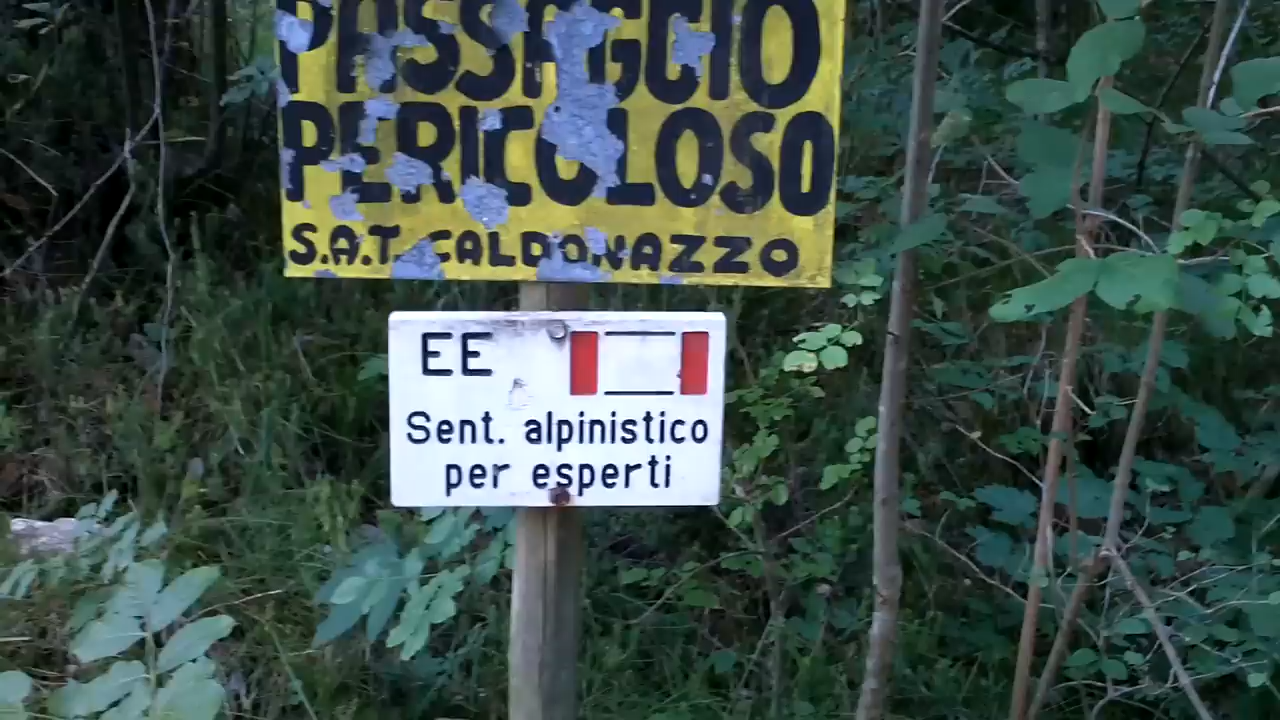 PASSAGGIO
PERICOLOSO
S.A.T. CALDONAZZO
EE
Sent. alpinistico
per esperti